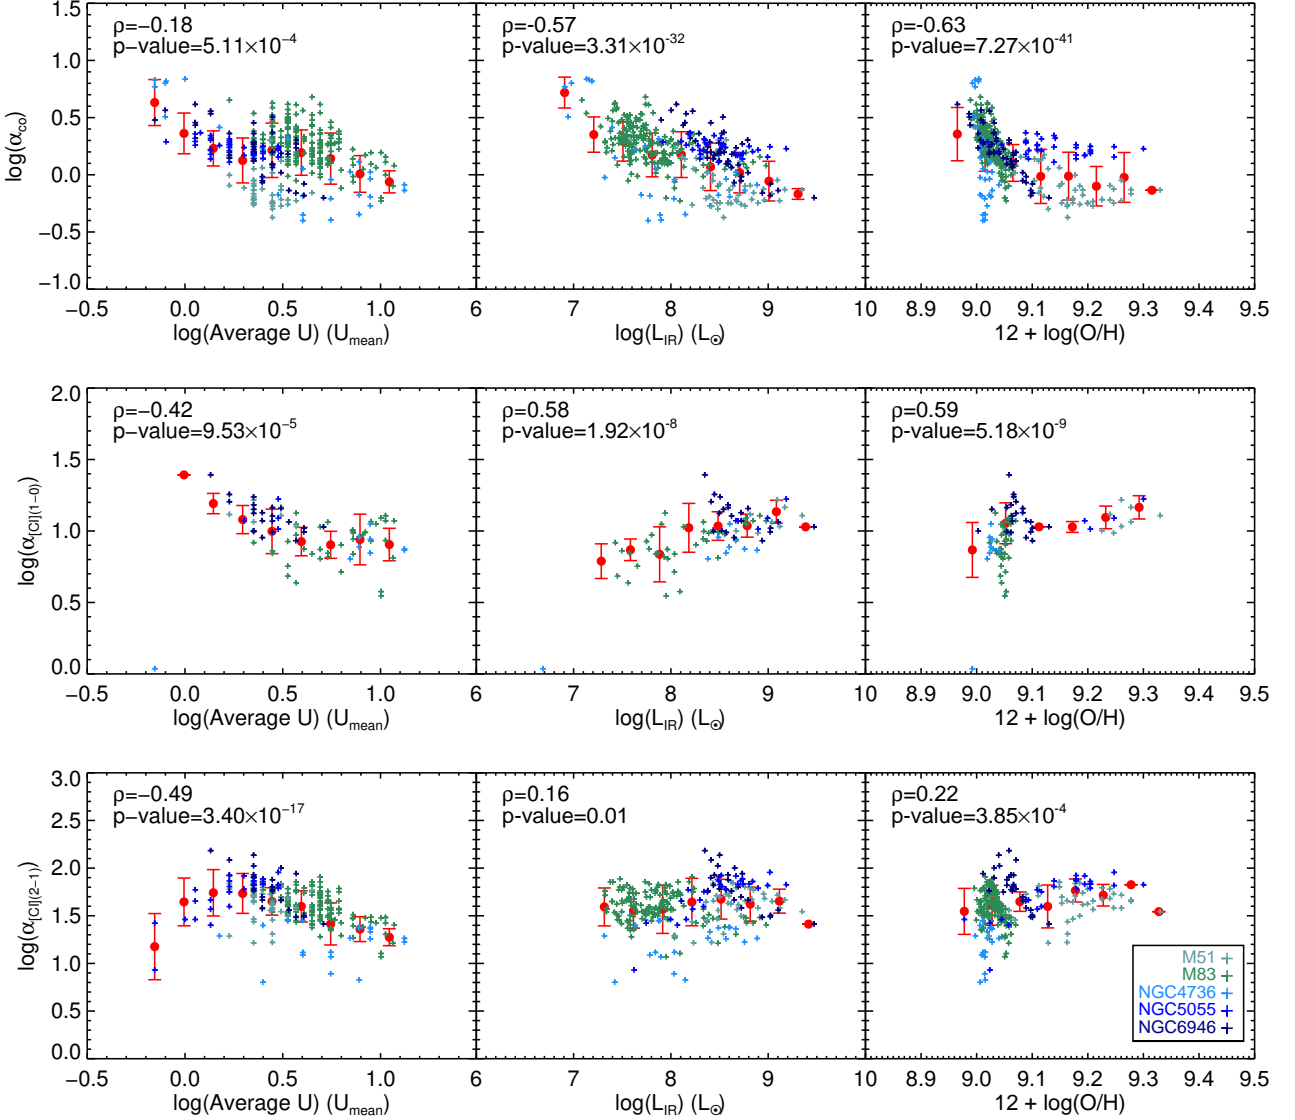 ρ=−0.18
p−value=5.11×10⁻⁴
ρ=-0.57
p-value=3.31×10⁻³²
ρ=-0.63
p-value=7.27×10⁻⁴¹
1.5
1.0
0.5
0.0
−0.5
−1.0
log(α_co)
−0.5 0.0 0.5 1.0 6 7 8 9 10 8.9 9.0 9.1 9.2 9.3 9.4 9.5
log(Average U) (U_mean)
log(L_IR) (L_⊙)
12 + log(O/H)
ρ=−0.42
p−value=9.53×10⁻⁵
ρ=0.58
p-value=1.92×10⁻⁸
ρ=0.59
p-value=5.18×10⁻⁹
2.0
1.5
1.0
0.5
0.0
log(α_[CI](1−0))
−0.5 0.0 0.5 1.0 6 7 8 9 10 8.9 9.0 9.1 9.2 9.3 9.4 9.5
log(Average U) (U_mean)
log(L_IR) (L_⊙)
12 + log(O/H)
ρ=−0.49
p−value=3.40×10⁻¹⁷
ρ=0.16
p-value=0.01
ρ=0.22
p-value=3.85×10⁻⁴
3.0
2.5
2.0
1.5
1.0
0.5
0.0
log(α_[CI](2−1))
M51
M83
NGC4736
NGC5055
NGC6946
−0.5 0.0 0.5 1.0 6 7 8 9 10 8.9 9.0 9.1 9.2 9.3 9.4 9.5
log(Average U) (U_mean)
log(L_IR) (L_⊙)
12 + log(O/H)